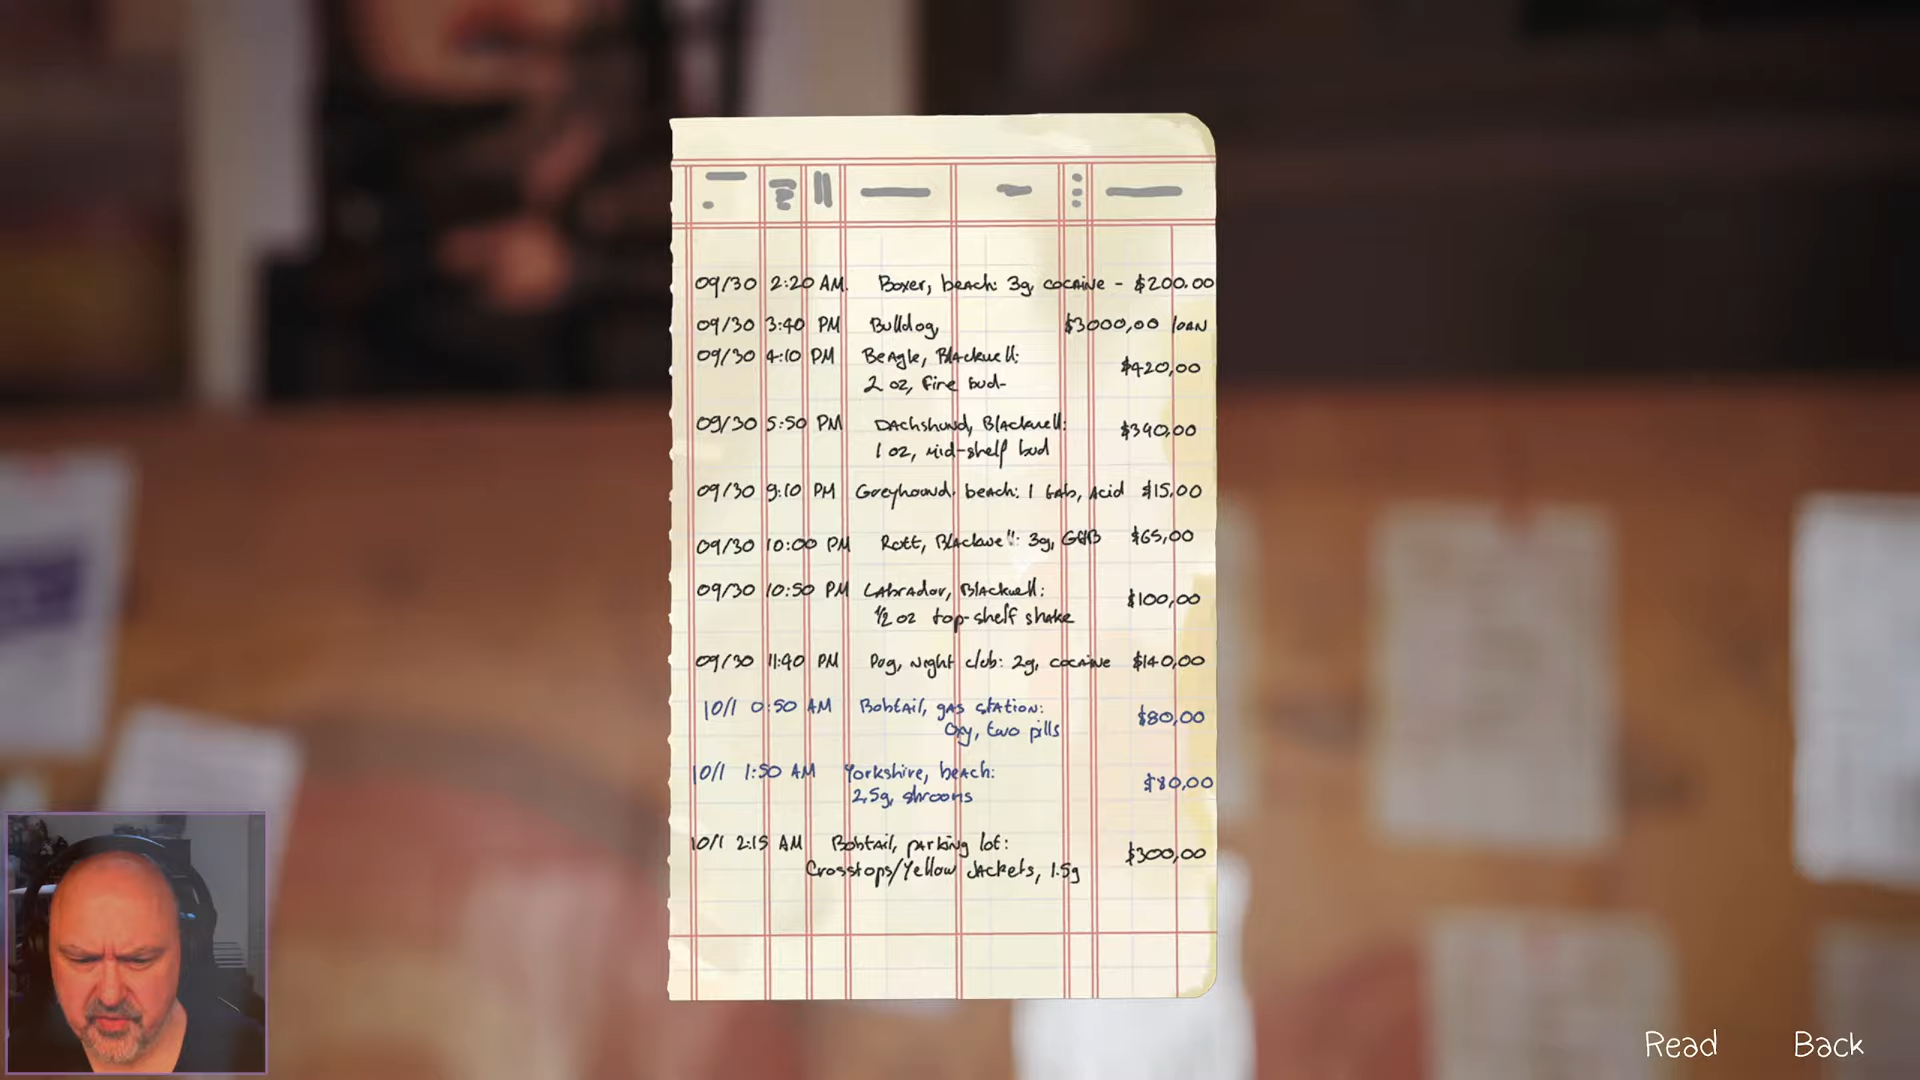 09/30 2:20 AM. Boxer, beach: 3g, cocaine - $200.00
09/30 3:40 PM Bulldog, $3000,00 loan
09/30 4:10 PM Beagle, Blackwell:
2 oz, fire bud- $420,00
09/30 5:50 PM Dachshund, Blackwell:
1 oz, mid-shelf bud $340,00
09/30 9:10 PM Greyhound, beach: 1 tab, Acid $15,00
09/30 10:00 PM Rott, Blackwell: 3g, GHB $65,00
09/30 10:50 PM Labrador, Blackwell:
1/2 oz top-shelf shake $100,00
09/30 11:40 PM Pug, night club: 2g, cocaine $140,00
10/1 0:50 AM Bobtail, gas station:
Oxy, two pills $80,00
10/1 1:50 AM Yorkshire, beach:
2,5g, shrooms $80,00
10/1 2:15 AM Bobtail, parking lot:
Crosstops/Yellow Jackets, 1.5g $300,00
Read Back